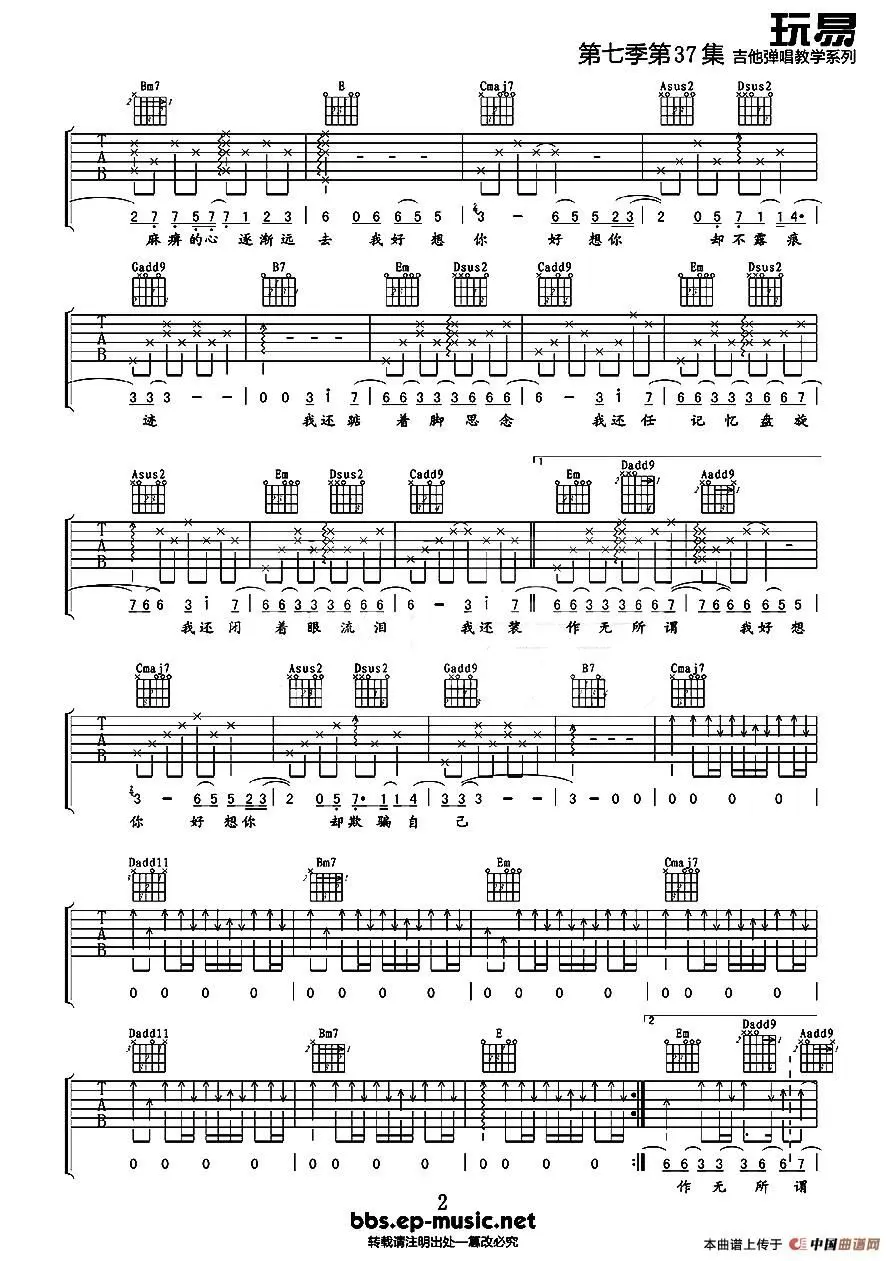 玩易
第七季第37集 吉他弹唱教学系列
Bm7 B Cmaj7 Asus2 Dsus2
T A B
2 7 7 5 7 7 1 2 3 | 6 0 6 6 5 5 | 3 - 6 5 5 2 3 | 2 0 5 7 1 1 4·
麻痹的心 逐渐远 去 我好想 你 好想你 却不露痕
Gadd9 B7 Em Dsus2 Cadd9 Em Dsus2
T A B
3 3 3 - - | 0 0 3 i 7 | 6 6 3 3 3 6 6 6 | 6 - 3 i 7 | 6 6 3 3 3 6 6 7
迹 我还踮 着脚思念 我还任 记忆盘旋
Asus2 Em Dsus2 Cadd9 1 Em Dadd9 Aadd9
T A B
7 6 6 3 i 7 | 6 6 3 3 3 6 6 6 | 6 - 3 i 7 || 6 6 3 3 3 6 6 7 | 7 6 6 6 6 5 5
我还闭 着眼流泪 我还装 作无所谓 我好想
Cmaj7 Asus2 Dsus2 Gadd9 B7 Cmaj7
T A B
3 - 6 5 5 2 3 | 2 0 5 7· 1 1 4 | 3 3 3 - - | 3 - 0 0 | 0 0 0 0
你 好想你 却欺骗自己
Dadd11 Bm7 Em Cmaj7
T A B
0 0 0 0 | 0 0 0 0 | 0 0 0 0 | 0 0 0 0
Dadd11 Bm7 E 2 Em Dadd9 Aadd9
T A B
0 0 0 0 | 0 0 0 0 | 0 0 0 0 :|| 6 6 3 3 3 6 6 7
作无所谓
2
bbs.ep-music.net
转载请注明出处—篡改必究
本曲谱上传于 中国曲谱网